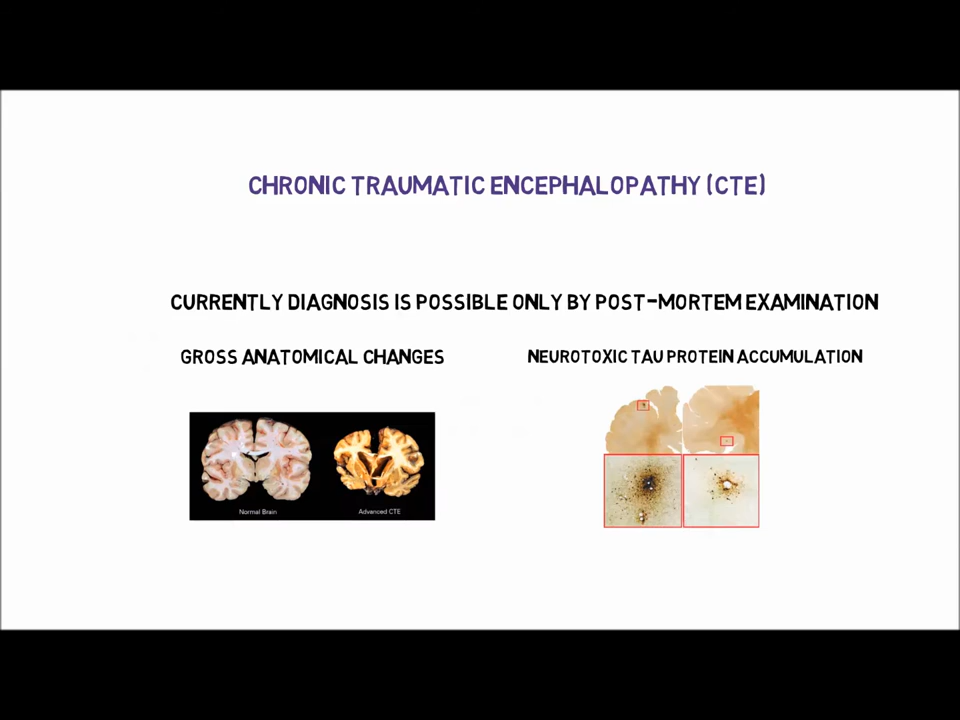 CHRONIC TRAUMATIC ENCEPHALOPATHY (CTE)
CURRENTLY DIAGNOSIS IS POSSIBLE ONLY BY POST-MORTEM EXAMINATION
GROSS ANATOMICAL CHANGES
NEUROTOXIC TAU PROTEIN ACCUMULATION
Normal Brain
Advanced CTE